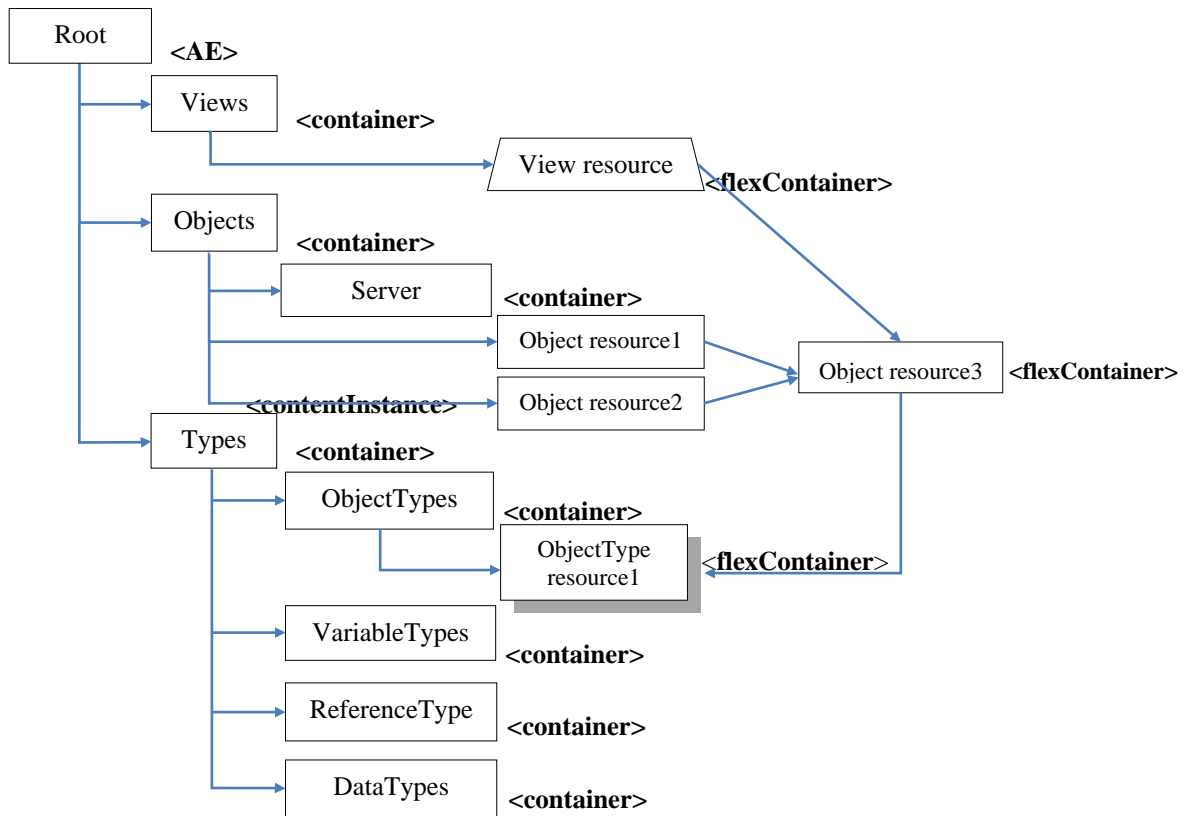 Root
<AE>
Views
<container>
View resource
<flexContainer>
Objects
<container>
Server
<container>
Object resource1
Object resource3
<flexContainer>
Object resource2
<contentInstance>
Types
<container>
ObjectTypes
<container>
ObjectType
resource1
<flexContainer>
VariableTypes
<container>
ReferenceType
<container>
DataTypes
<container>